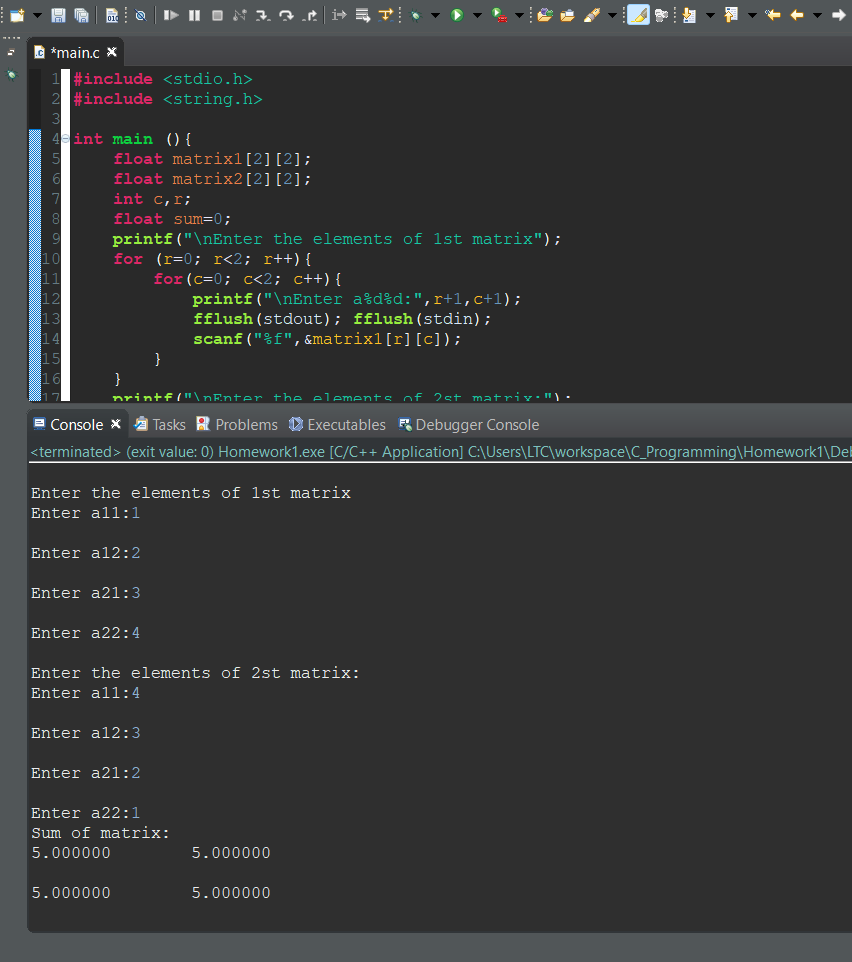 *main.c
1 #include <stdio.h>
2 #include <string.h>
3
4 int main (){
5 float matrix1[2][2];
6 float matrix2[2][2];
7 int c,r;
8 float sum=0;
9 printf("\nEnter the elements of 1st matrix");
10 for (r=0; r<2; r++){
11 for(c=0; c<2; c++){
12 printf("\nEnter a%d%d:",r+1,c+1);
13 fflush(stdout); fflush(stdin);
14 scanf("%f",&matrix1[r][c]);
15 }
16 }
17 printf("\nEnter the elements of 2st matrix:");
Console Tasks Problems Executables Debugger Console
<terminated> (exit value: 0) Homework1.exe [C/C++ Application] C:\Users\LTC\workspace\C_Programming\Homework1\Deb
Enter the elements of 1st matrix
Enter a11:1
Enter a12:2
Enter a21:3
Enter a22:4
Enter the elements of 2st matrix:
Enter a11:4
Enter a12:3
Enter a21:2
Enter a22:1
Sum of matrix:
5.000000 5.000000
5.000000 5.000000